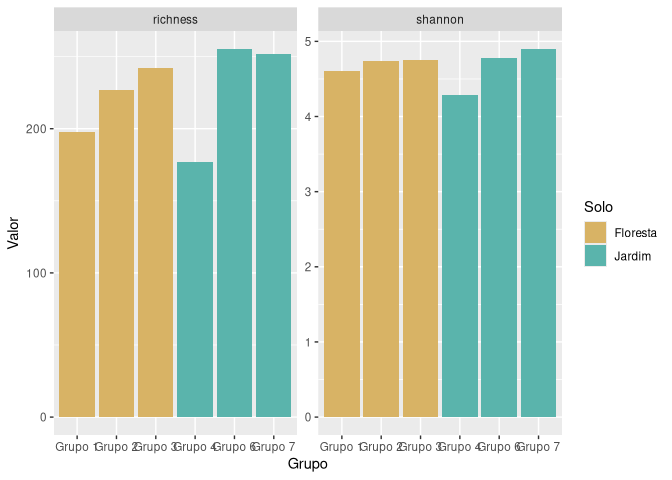 richness
shannon
Valor
200
100
0
5
4
3
2
1
0
Grupo 1 Grupo 2 Grupo 3 Grupo 4 Grupo 6 Grupo 7
Grupo 1 Grupo 2 Grupo 3 Grupo 4 Grupo 6 Grupo 7
Grupo
Solo
Floresta
Jardim